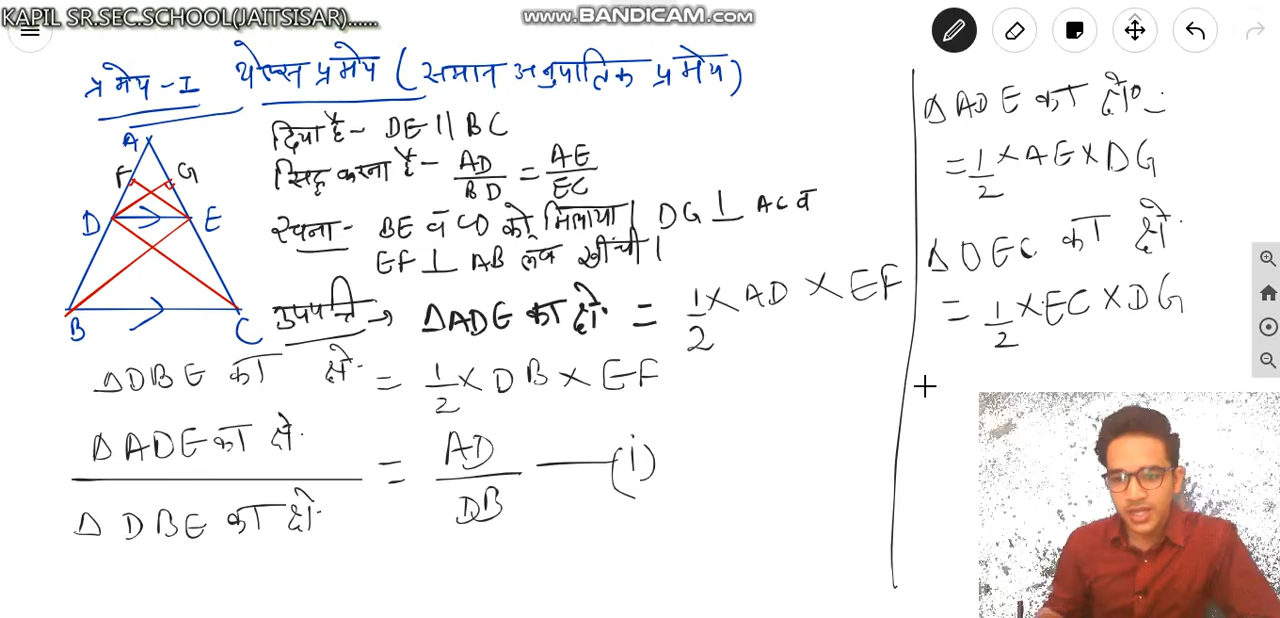 KAPIL SR.SEC.SCHOOL(JAITSISAR)......
www.BANDICAM.com
प्रमेय-I थेल्स प्रमेय (समान अनुपातिक प्रमेय)
A
F G
D E
B C
दिया है- DE || BC
सिद्ध करना है- AD/BD = AE/EC
रचना- BE व CD को मिलाया। DG ⊥ AC व
EF ⊥ AB लंब खींची।
उपपत्ति → ΔADE का क्षे. = 1/2 × AD × EF
ΔDBE का क्षे. = 1/2 × DB × EF
ΔADE का क्षे. / ΔDBE का क्षे. = AD/DB —(i)
ΔADE का क्षे०-
= 1/2 × AE × DG
ΔDEC का क्षे.
= 1/2 × EC × DG